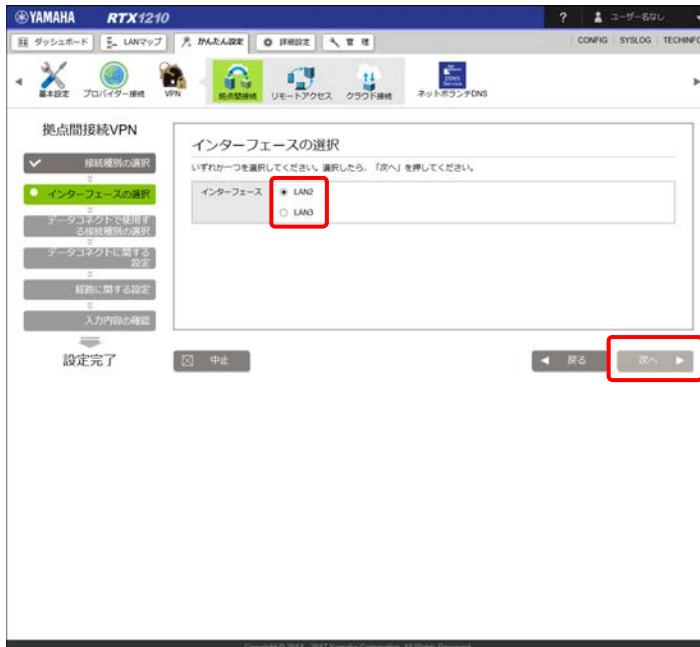 YAMAHA RTX1210 ? ユーザー名なし
ダッシュボード LANマップ かんたん設定 詳細設定 管理 CONFIG SYSLOG TECHINFO
基本設定 プロバイダー接続 VPN 拠点間接続 リモートアクセス クラウド接続 ネットボランチDNS
拠点間接続VPN
接続種別の選択
インターフェースの選択
データコネクトで使用す
る接続種別の選択
データコネクトに関する
設定
経路に関する設定
入力内容の確認
設定完了
インターフェースの選択
いずれか一つを選択してください。選択したら、「次へ」を押してください。
インターフェース LAN2
LAN3
中止 戻る 次へ